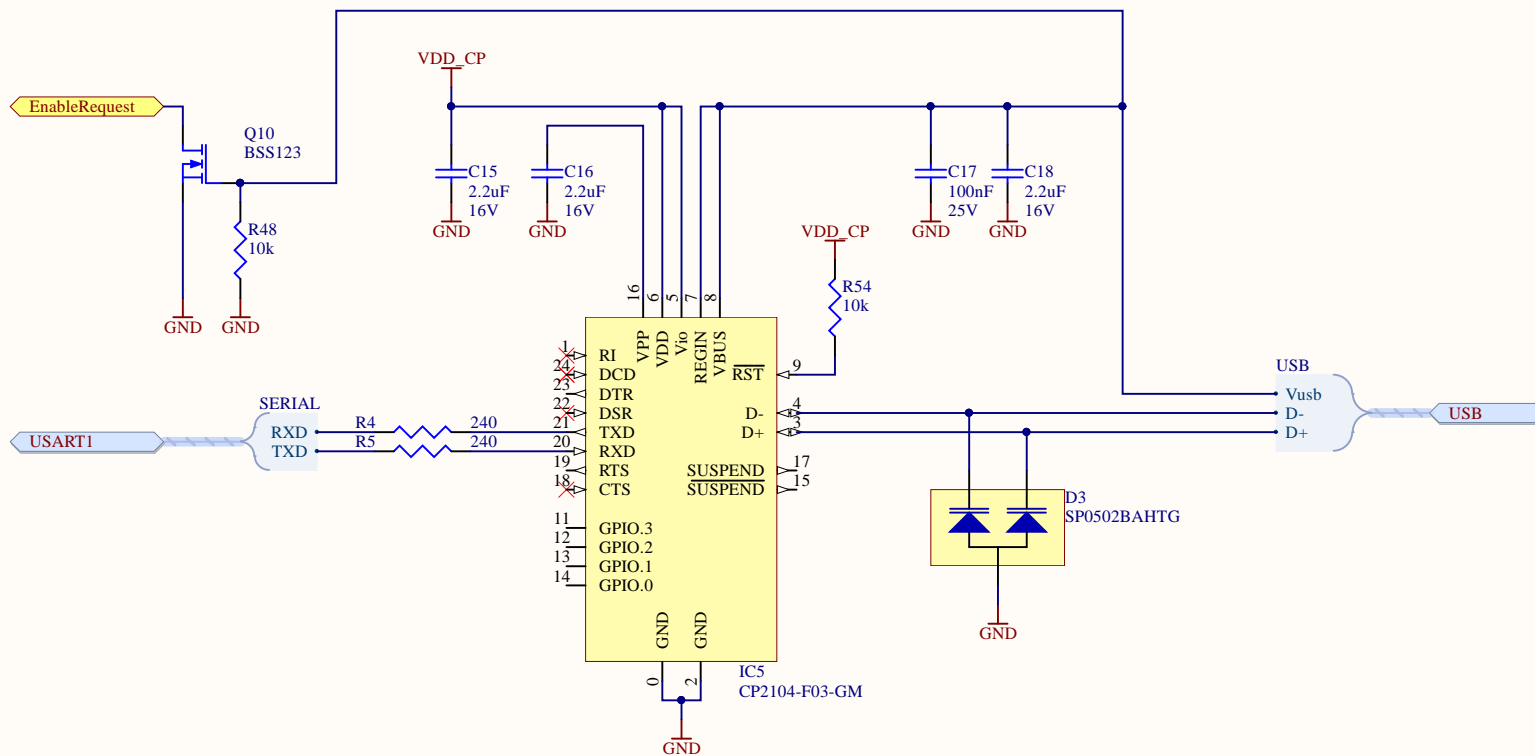 VDD_CP
EnableRequest
Q10
BSS123
R48
10k
GND
GND
C15
2.2uF
16V
GND
C16
2.2uF
16V
GND
C17
100nF
25V
GND
C18
2.2uF
16V
GND
VDD_CP
R54
10k
16
6
5
7
8
VPP
VDD
Vio
REGIN
VBUS
1
RI
24
DCD
23
DTR
22
DSR
21
TXD
20
RXD
19
RTS
18
CTS
11
GPIO.3
12
GPIO.2
13
GPIO.1
14
GPIO.0
RST
9
D-
4
D+
3
SUSPEND
17
SUSPEND
15
SERIAL
USART1
RXD
TXD
R4
240
R5
240
USB
Vusb
D-
D+
USB
D3
SP0502BAHTG
GND
GND
GND
0
2
IC5
CP2104-F03-GM
GND